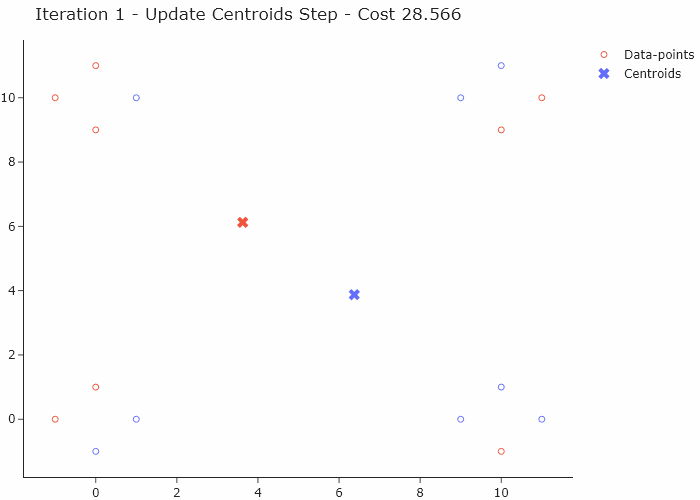 Iteration 1 - Update Centroids Step - Cost 28.566
Data-points
Centroids
10
8
6
4
2
0
0 2 4 6 8 10